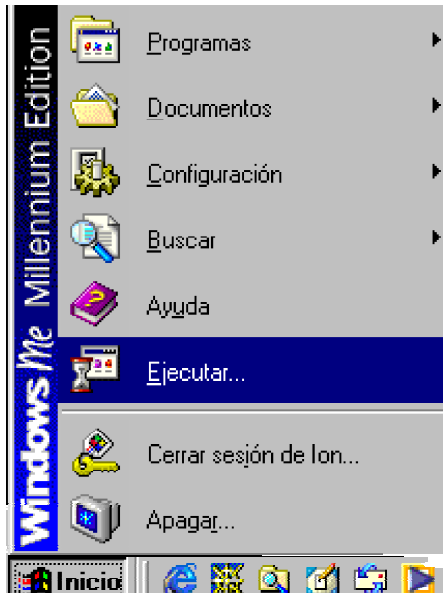 Windows Me Millennium Edition
Programas
Documentos
Configuración
Buscar
Ayuda
Ejecutar...
Cerrar sesión de Ion...
Apagar...
Inicio